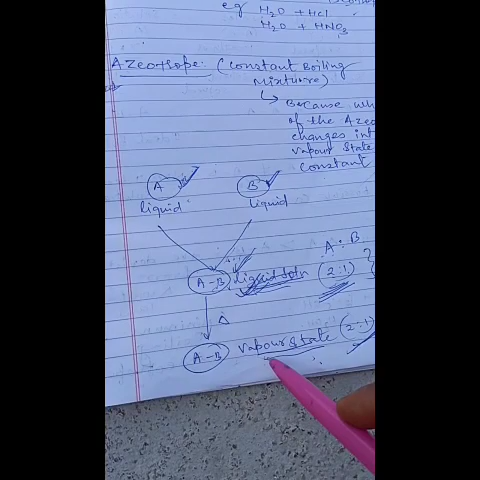 eg H₂O + HCl
H₂O + HNO₃
Azeotrope: (Constant Boiling
Mixture)
↳ Because
of the Azeo
changes int
vapour state
constant
A B
liquid liquid
A : B
A-B liquid soln (2:1)
Δ
A-B vapour state (2:1)